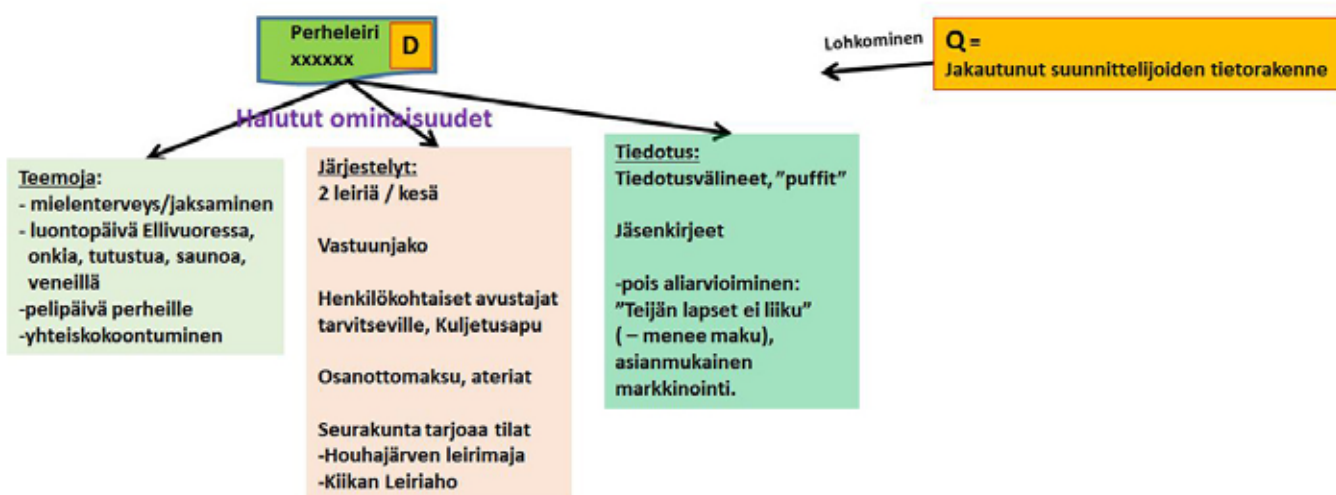 Perheleiri
xxxxxx
D
Lohkominen
Q =
Jakautunut suunnittelijoiden tietorakenne
Halutut ominaisuudet
Teemoja:
- mielenterveys/jaksaminen
- luontopäivä Ellivuoressa,
onkia, tutustua, saunoa,
veneillä
-pelipäivä perheille
-yhteiskokoontuminen
Järjestelyt:
2 leiriä / kesä
Vastuunjako
Henkilökohtaiset avustajat
tarvitseville, Kuljetusapu
Osanottomaksu, ateriat
Seurakunta tarjoaa tilat
-Houhajärven leirimaja
-Kiikan Leiriaho
Tiedotus:
Tiedotusvälineet, ”puffit”
Jäsenkirjeet
-pois aliarvioiminen:
”Teijän lapset ei liiku”
( – menee maku),
asianmukainen
markkinointi.